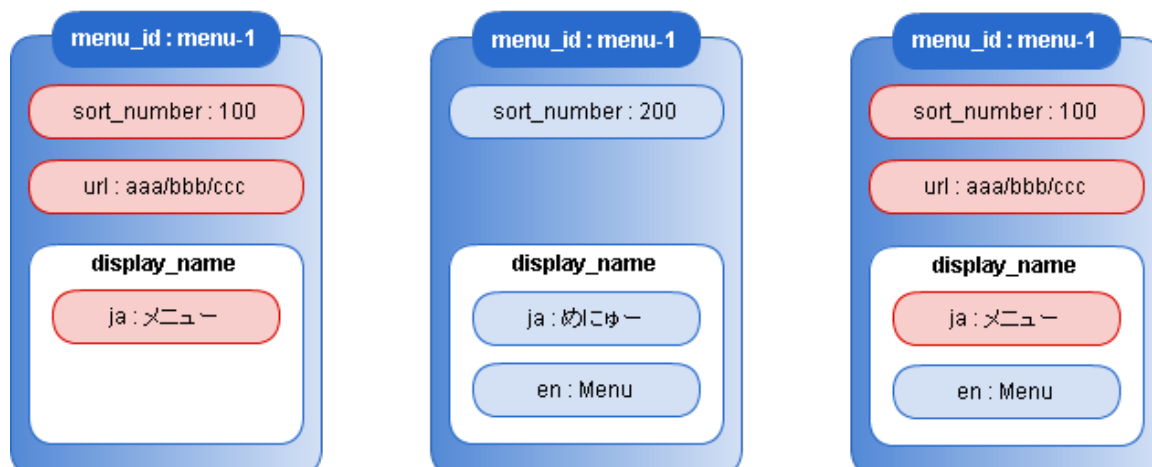 menu_id : menu-1
sort_number : 100
url : aaa/bbb/ccc
display_name
ja : メニュー
menu_id : menu-1
sort_number : 200
display_name
ja : めにゅー
en : Menu
menu_id : menu-1
sort_number : 100
url : aaa/bbb/ccc
display_name
ja : メニュー
en : Menu